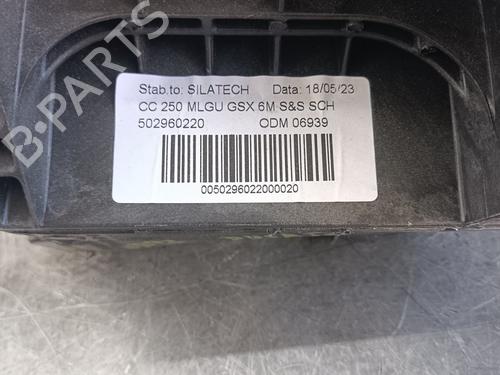 Stab.to: SILATECH Data: 18/05/23
CC 250 MLGU GSX 6M S&S SCH
502960220 ODM 06939
0050296022000020
B-PARTS